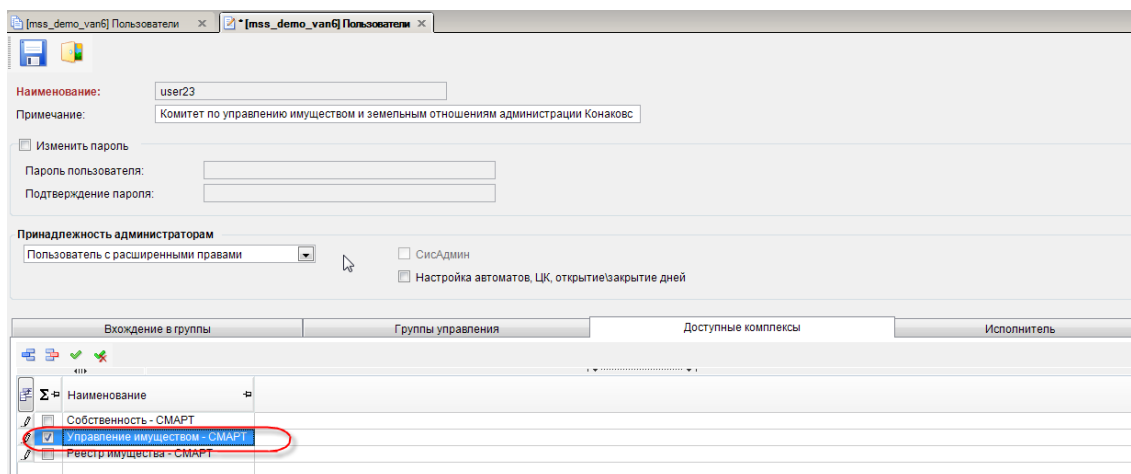 [mss_demo_van6] Пользователи × * [mss_demo_van6] Пользователи ×
Наименование: user23
Примечание: Комитет по управлению имуществом и земельным отношениям администрации Конаковс
Изменить пароль
Пароль пользователя:
Подтверждение пароля:
Принадлежность администраторам
Пользователь с расширенными правами СисАдмин
Настройка автоматов, ЦК, открытие\закрытие дней
Вхождение в группы Группы управления Доступные комплексы Исполнитель
Σ Наименование
Собственность - СМАРТ
Управление имуществом - СМАРТ
Реестр имущества - СМАРТ